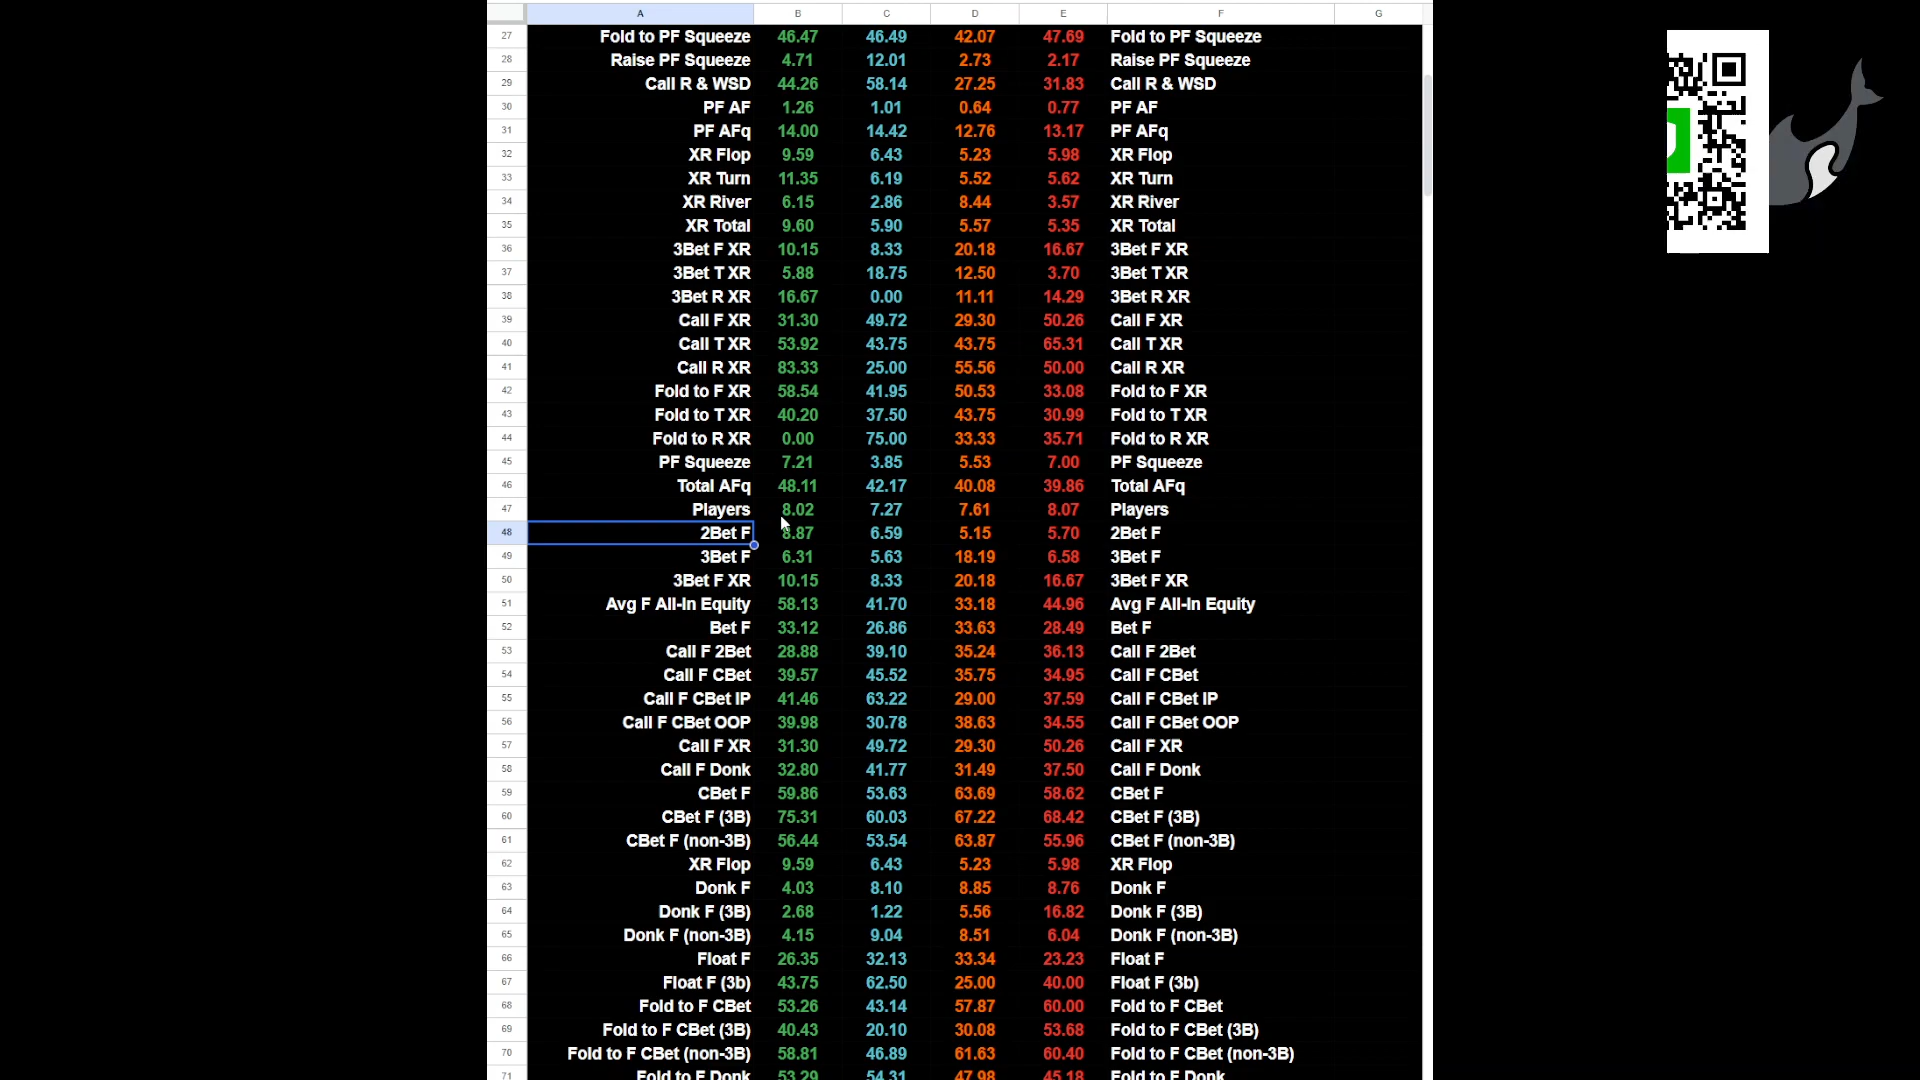 A B C D E F G
27 Fold to PF Squeeze 46.47 46.49 42.07 47.69 Fold to PF Squeeze
28 Raise PF Squeeze 4.71 12.01 2.73 2.17 Raise PF Squeeze
29 Call R & WSD 44.26 58.14 27.25 31.83 Call R & WSD
30 PF AF 1.26 1.01 0.64 0.77 PF AF
31 PF AFq 14.00 14.42 12.76 13.17 PF AFq
32 XR Flop 9.59 6.43 5.23 5.98 XR Flop
33 XR Turn 11.35 6.19 5.52 5.62 XR Turn
34 XR River 6.15 2.86 8.44 3.57 XR River
35 XR Total 9.60 5.90 5.57 5.35 XR Total
36 3Bet F XR 10.15 8.33 20.18 16.67 3Bet F XR
37 3Bet T XR 5.88 18.75 12.50 3.70 3Bet T XR
38 3Bet R XR 16.67 0.00 11.11 14.29 3Bet R XR
39 Call F XR 31.30 49.72 29.30 50.26 Call F XR
40 Call T XR 53.92 43.75 43.75 65.31 Call T XR
41 Call R XR 83.33 25.00 55.56 50.00 Call R XR
42 Fold to F XR 58.54 41.95 50.53 33.08 Fold to F XR
43 Fold to T XR 40.20 37.50 43.75 30.99 Fold to T XR
44 Fold to R XR 0.00 75.00 33.33 35.71 Fold to R XR
45 PF Squeeze 7.21 3.85 5.53 7.00 PF Squeeze
46 Total AFq 48.11 42.17 40.08 39.86 Total AFq
47 Players 8.02 7.27 7.61 8.07 Players
48 2Bet F 8.87 6.59 5.15 5.70 2Bet F
49 3Bet F 6.31 5.63 18.19 6.58 3Bet F
50 3Bet F XR 10.15 8.33 20.18 16.67 3Bet F XR
51 Avg F All-In Equity 58.13 41.70 33.18 44.96 Avg F All-In Equity
52 Bet F 33.12 26.86 33.63 28.49 Bet F
53 Call F 2Bet 28.88 39.10 35.24 36.13 Call F 2Bet
54 Call F CBet 39.57 45.52 35.75 34.95 Call F CBet
55 Call F CBet IP 41.46 63.22 29.00 37.59 Call F CBet IP
56 Call F CBet OOP 39.98 30.78 38.63 34.55 Call F CBet OOP
57 Call F XR 31.30 49.72 29.30 50.26 Call F XR
58 Call F Donk 32.80 41.77 31.49 37.50 Call F Donk
59 CBet F 59.86 53.63 63.69 58.62 CBet F
60 CBet F (3B) 75.31 60.03 67.22 68.42 CBet F (3B)
61 CBet F (non-3B) 56.44 53.54 63.87 55.96 CBet F (non-3B)
62 XR Flop 9.59 6.43 5.23 5.98 XR Flop
63 Donk F 4.03 8.10 8.85 8.76 Donk F
64 Donk F (3B) 2.68 1.22 5.56 16.82 Donk F (3B)
65 Donk F (non-3B) 4.15 9.04 8.51 6.04 Donk F (non-3B)
66 Float F 26.35 32.13 33.34 23.23 Float F
67 Float F (3b) 43.75 62.50 25.00 40.00 Float F (3b)
68 Fold to F CBet 53.26 43.14 57.87 60.00 Fold to F CBet
69 Fold to F CBet (3B) 40.43 20.10 30.08 53.68 Fold to F CBet (3B)
70 Fold to F CBet (non-3B) 58.81 46.89 61.63 60.40 Fold to F CBet (non-3B)
71 Fold to F Donk 53.29 54.31 47.98 45.18 Fold to F Donk